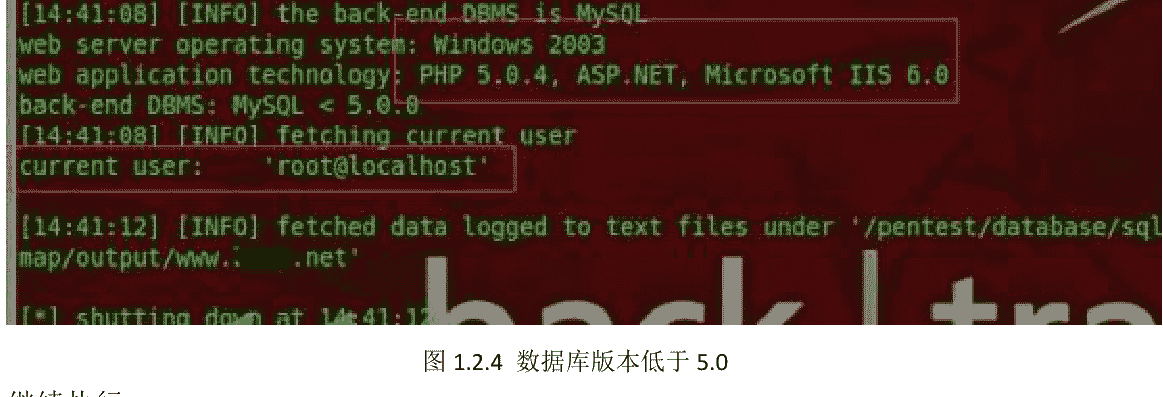 [14:41:08] [INFO] the back-end DBMS is MySQL
web server operating system: Windows 2003
web application technology: PHP 5.0.4, ASP.NET, Microsoft IIS 6.0
back-end DBMS: MySQL < 5.0.0
[14:41:08] [INFO] fetching current user
current user: 'root@localhost'
[14:41:12] [INFO] fetched data logged to text files under '/pentest/database/sql
map/output/www. .net'
[*] shutting down at 14:41:12
back | tra
图 1.2.4 数据库版本低于 5.0